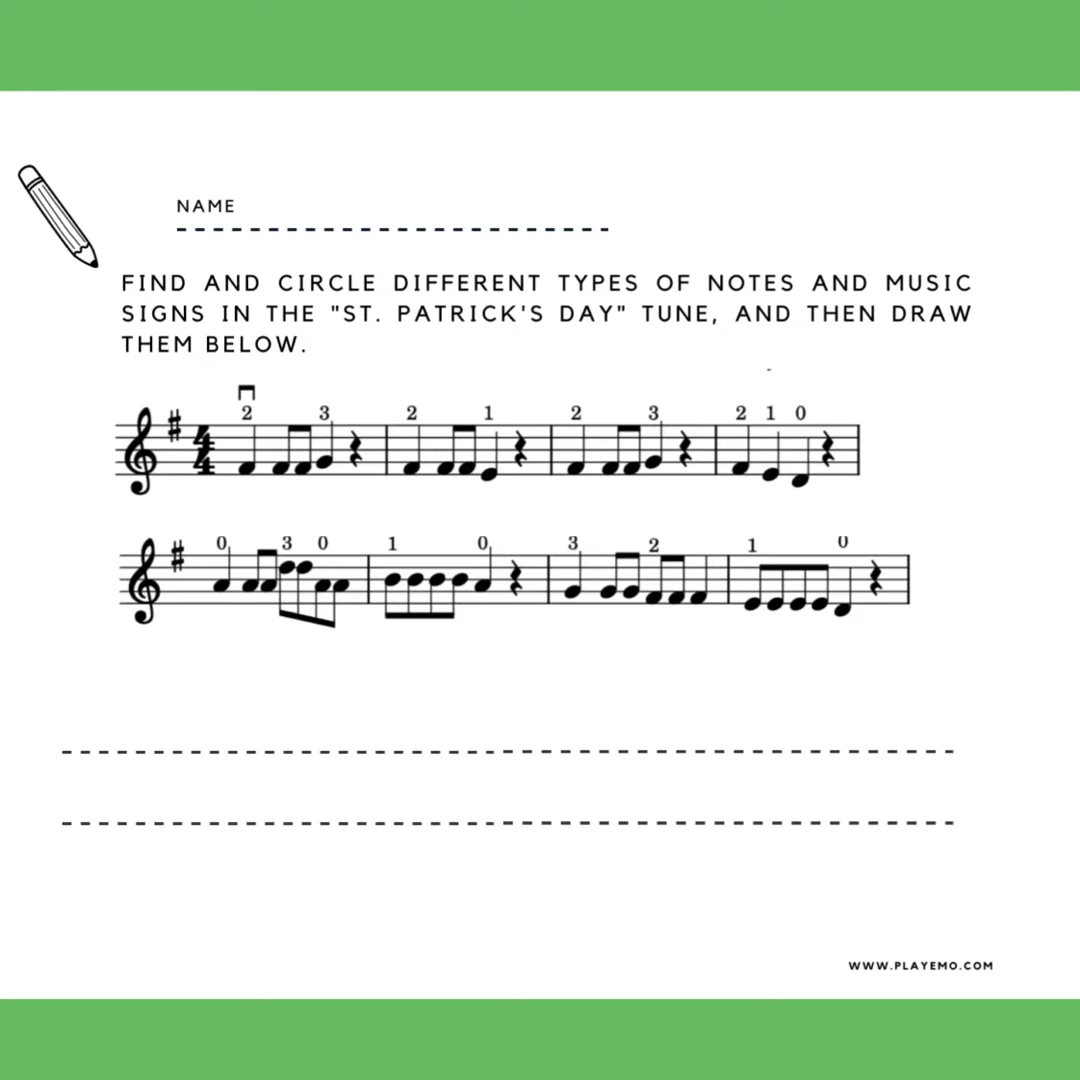 NAME
FIND AND CIRCLE DIFFERENT TYPES OF NOTES AND MUSIC
SIGNS IN THE "ST. PATRICK'S DAY" TUNE, AND THEN DRAW
THEM BELOW.
2 3 2 1 2 3 2 1 0
4
4
0 3 0 1 0 3 2 1 0
WWW.PLAYEMO.COM